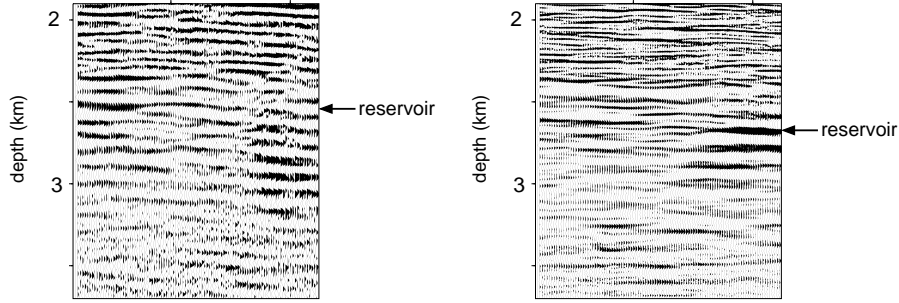 2
depth (km)
reservoir
3
2
depth (km)
reservoir
3